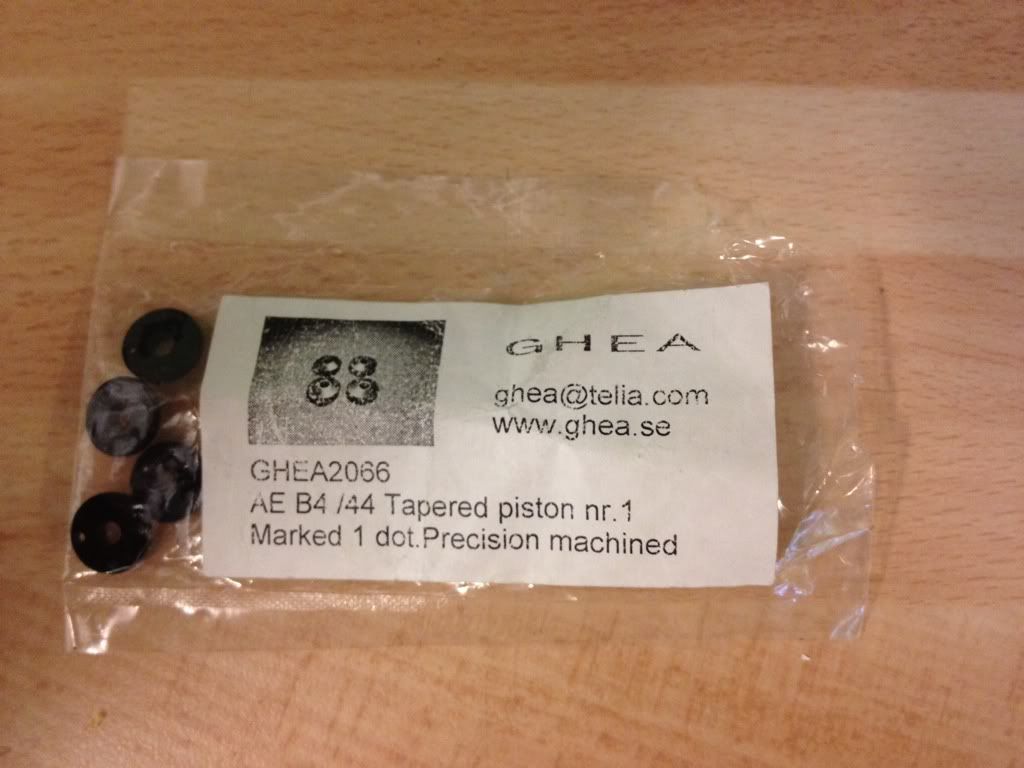 GHEA
ghea@telia.com
www.ghea.se
GHEA2066
AE B4 /44 Tapered piston nr.1
Marked 1 dot.Precision machined